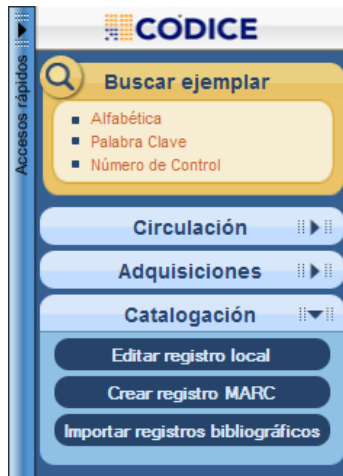 CÓDICE
Accesos rápidos
Buscar ejemplar
Alfabética
Palabra Clave
Número de Control
Circulación
Adquisiciones
Catalogación
Editar registro local
Crear registro MARC
Importar registros bibliográficos